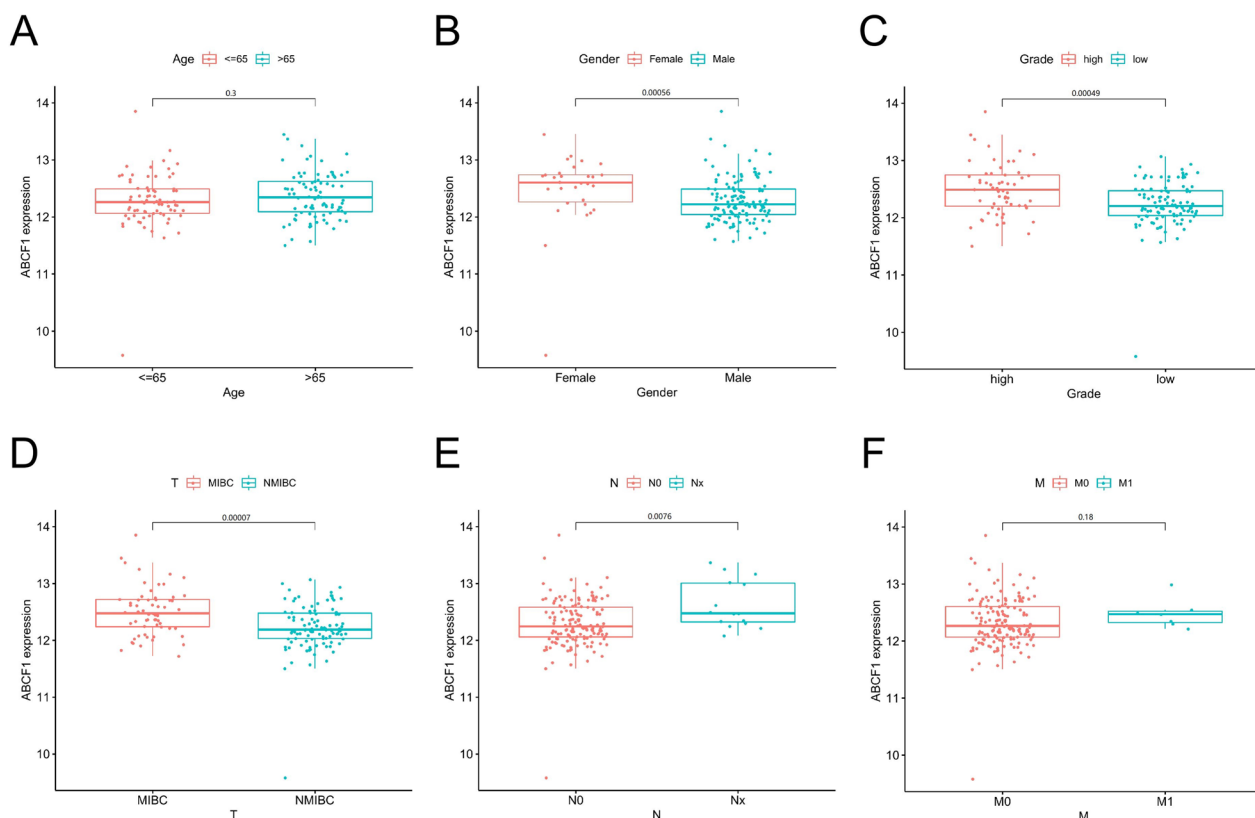 A
Age <=65 >65
0.3
14
13
12
11
10
ABCF1 expression
<=65 >65
Age
B
Gender Female Male
0.00056
14
13
12
11
10
ABCF1 expression
Female Male
Gender
C
Grade high low
0.00049
14
13
12
11
10
ABCF1 expression
high low
Grade
D
T MIBC NMIBC
0.00007
14
13
12
11
10
ABCF1 expression
MIBC NMIBC
T
E
N N0 Nx
0.0076
14
13
12
11
10
ABCF1 expression
N0 Nx
N
F
M M0 M1
0.18
14
13
12
11
10
ABCF1 expression
M0 M1
M